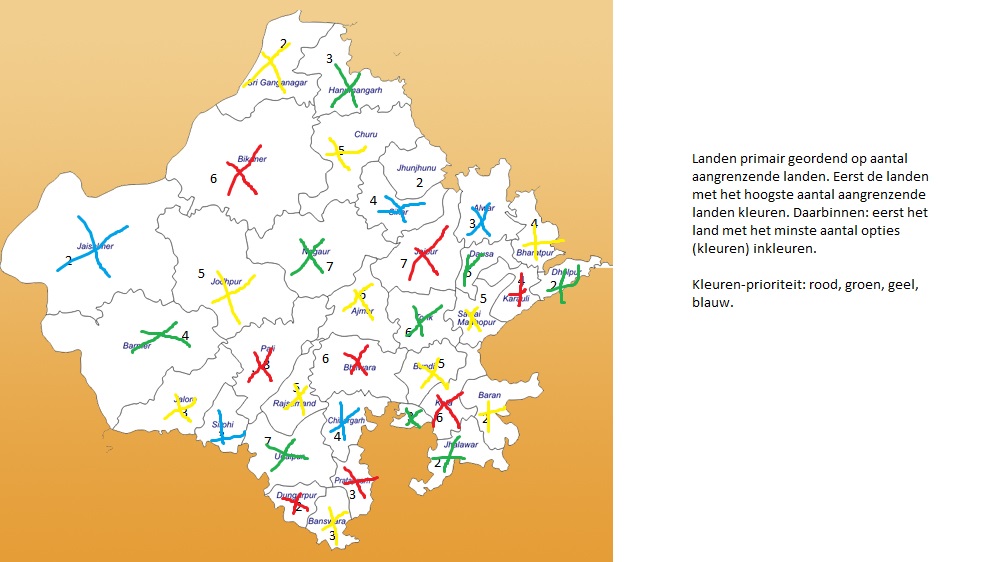 2
3
Sri Ganganagar
Hanumangarh
Churu
5
Bikaner
6
Jhunjhunu
2
4
Sikar
Alwar
3
4
Bharatpur
Jaisalmer
2
Nagaur
7
Jaipur
7
Dausa
5
Dholpur
2
Karauli
4
5
Jodhpur
Ajmer
6
5
Sawai
Madhopur
Tonk
6
Barmer
4
Pali
8
6
Bhilwara
Bundi
5
Jalore
3
Sirohi
5
Rajsamand
Baran
Kota
6
Chittorgarh
4
7
Udaipur
Jhalawar
2
Pratapgarh
3
Dungarpur
2
Banswara
3
Landen primair geordend op aantal
aangrenzende landen. Eerst de landen
met het hoogste aantal aangrenzende
landen kleuren. Daarbinnen: eerst het
land met het minste aantal opties
(kleuren) inkleuren.
Kleuren-prioriteit: rood, groen, geel,
blauw.